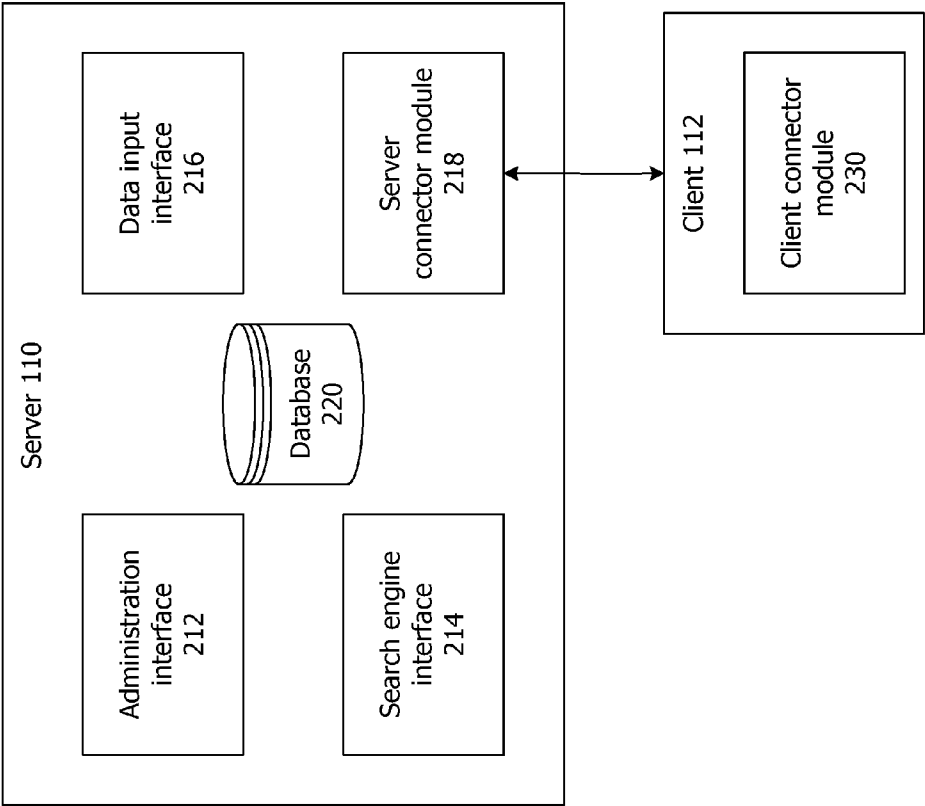 Server 110
Administration
interface
212
Data input
interface
216
Database
220
Search engine
interface
214
Server
connector module
218
Client 112
Client connector
module
230